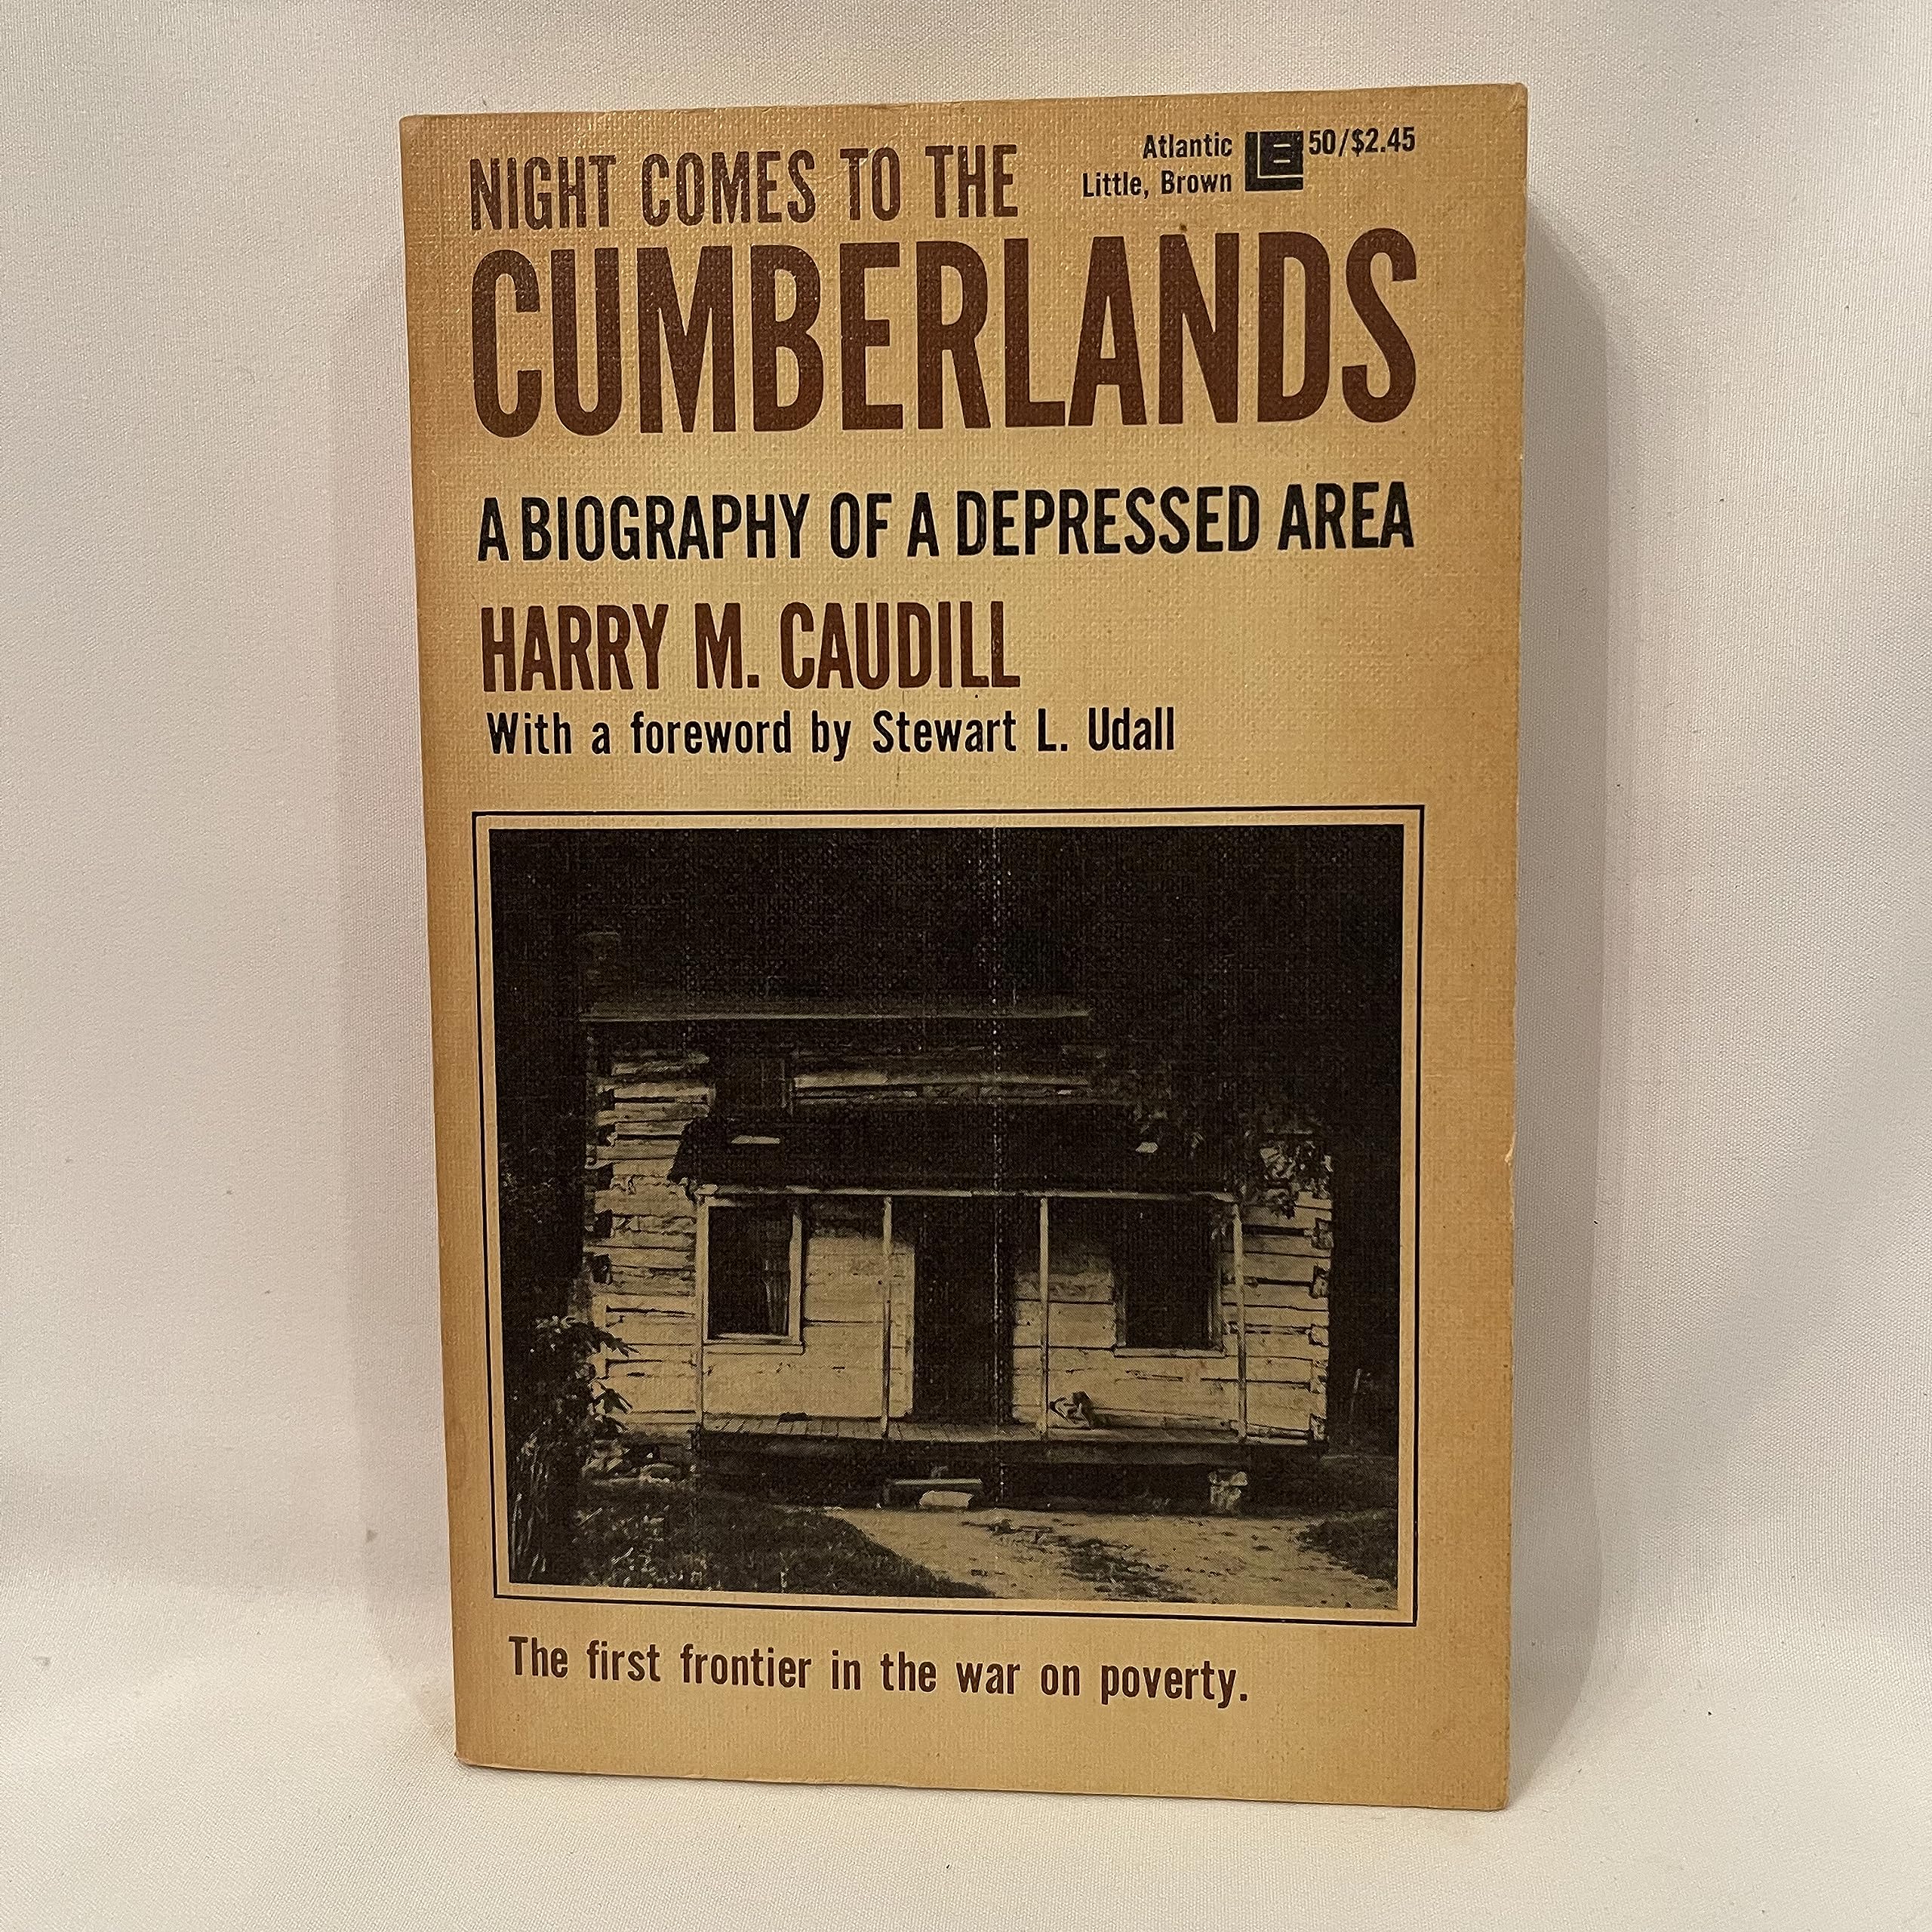 NIGHT COMES TO THE
Atlantic
Little, Brown
LB 50/$2.45
CUMBERLANDS
A BIOGRAPHY OF A DEPRESSED AREA
HARRY M. CAUDILL
With a foreword by Stewart L. Udall
The first frontier in the war on poverty.